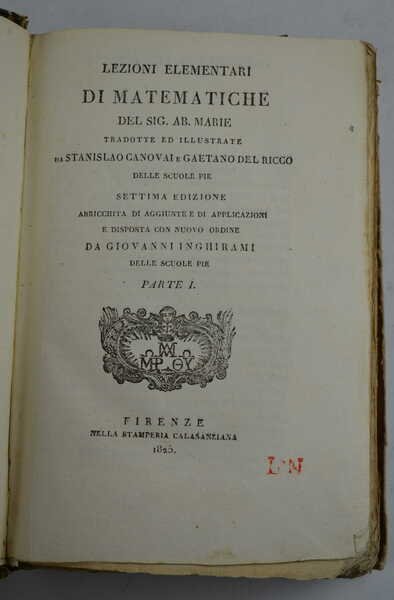 LEZIONI ELEMENTARI
DI MATEMATICHE
DEL SIG. AB. MARIE
TRADOTTE ED ILLUSTRATE
DA STANISLAO CANOVAI E GAETANO DEL RICCO
DELLE SCUOLE PIE
SETTIMA EDIZIONE
ARRICCHITA DI AGGIUNTE E DI APPLICAZIONI
E DISPOSTA CON NUOVO ORDINE
DA GIOVANNI INGHIRAMI
DELLE SCUOLE PIE
PARTE I.
ΜΡ ΘΥ
FIRENZE
NELLA STAMPERIA CALASANZIANA